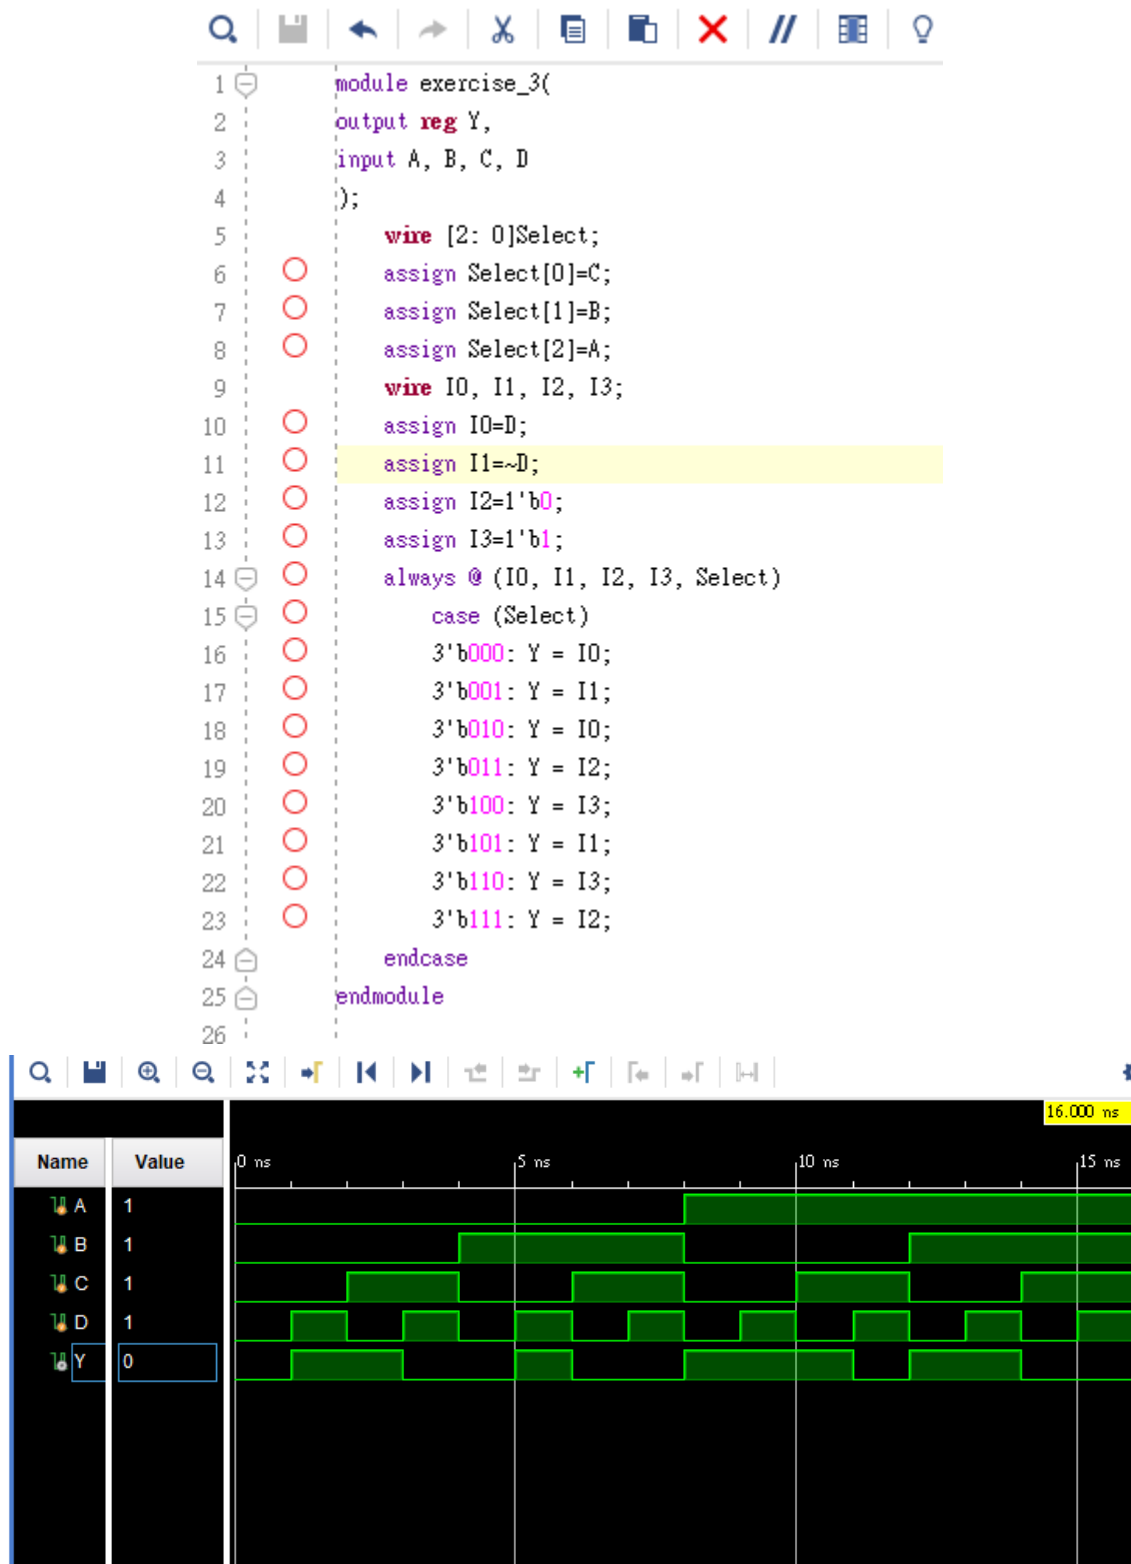 1 module exercise_3(
2 output reg Y,
3 input A, B, C, D
4 );
5 wire [2: 0]Select;
6 assign Select[0]=C;
7 assign Select[1]=B;
8 assign Select[2]=A;
9 wire I0, I1, I2, I3;
10 assign I0=D;
11 assign I1=~D;
12 assign I2=1'b0;
13 assign I3=1'b1;
14 always @ (I0, I1, I2, I3, Select)
15 case (Select)
16 3'b000: Y = I0;
17 3'b001: Y = I1;
18 3'b010: Y = I0;
19 3'b011: Y = I2;
20 3'b100: Y = I3;
21 3'b101: Y = I1;
22 3'b110: Y = I3;
23 3'b111: Y = I2;
24 endcase
25 endmodule
26
16.000 ns
Name Value 0 ns 5 ns 10 ns 15 ns
A 1
B 1
C 1
D 1
Y 0